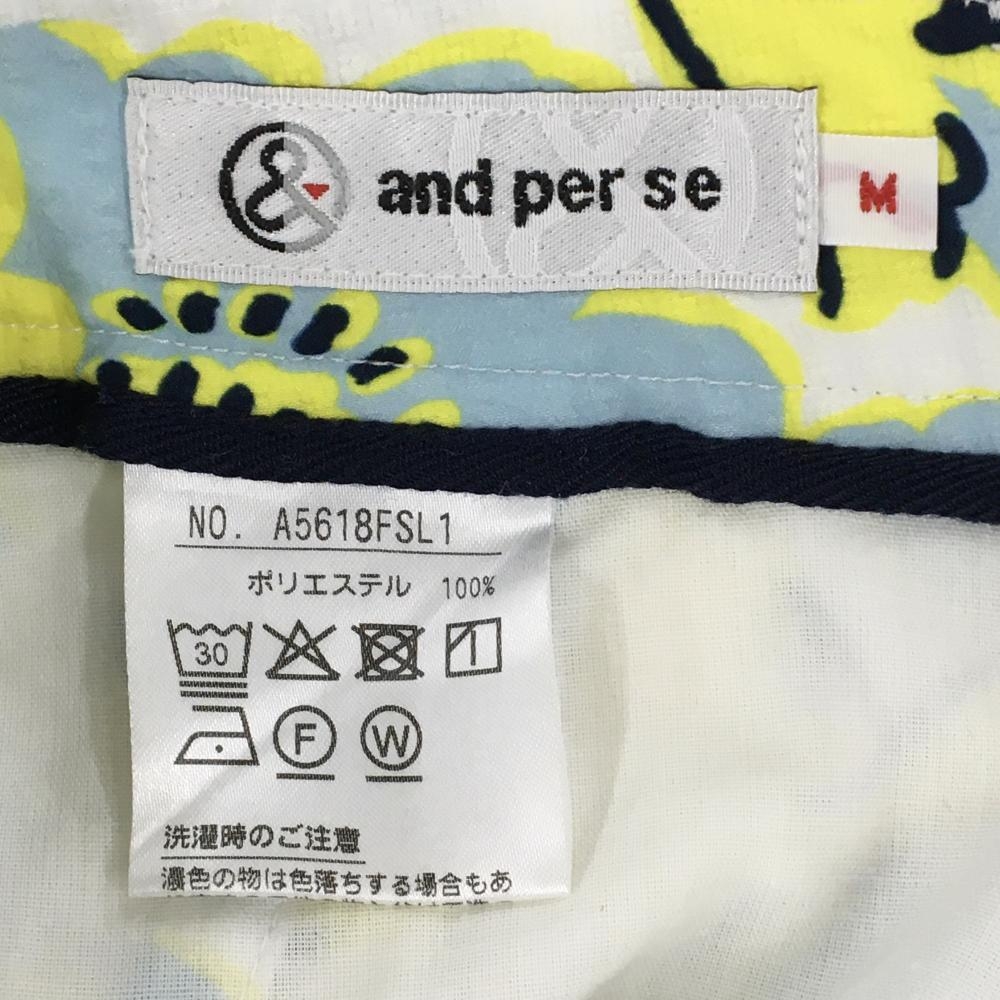 and per se
M
NO. A5618FSL1
ポリエステル 100%
30
F W
洗濯時のご注意
濃色の物は色落ちする場合もあ